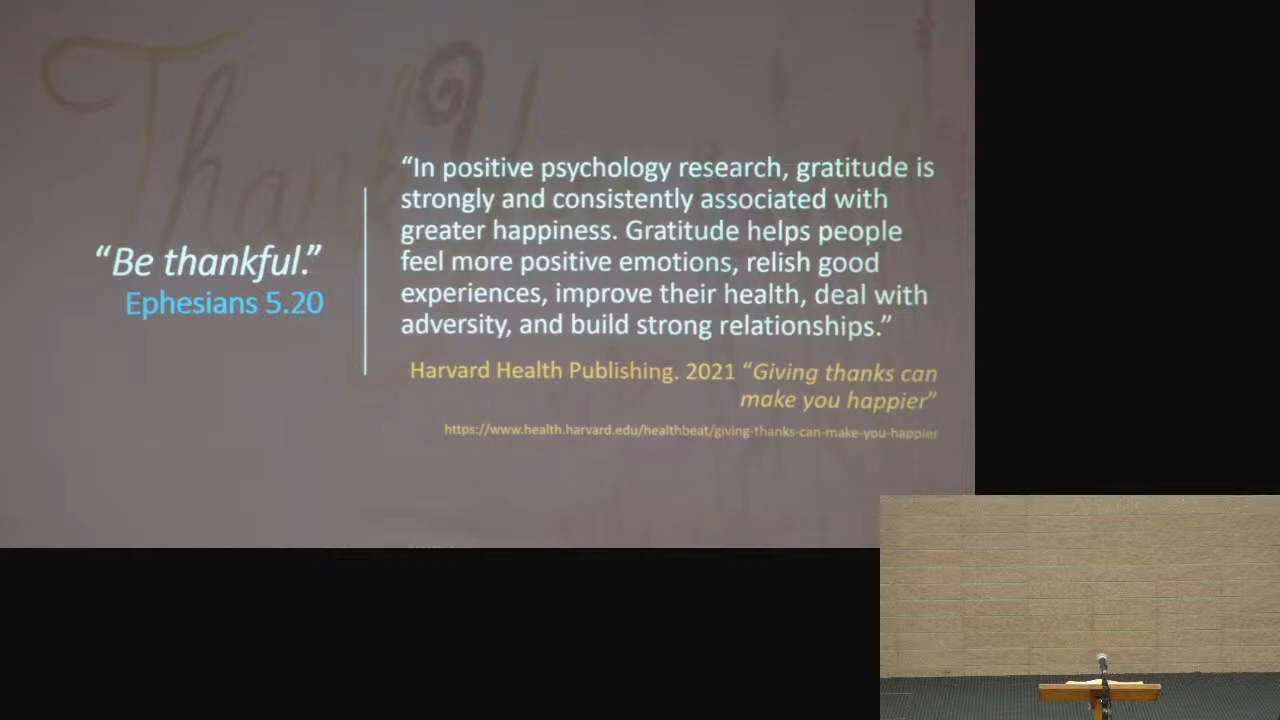 Thank You
“Be thankful.”
Ephesians 5.20
“In positive psychology research, gratitude is
strongly and consistently associated with
greater happiness. Gratitude helps people
feel more positive emotions, relish good
experiences, improve their health, deal with
adversity, and build strong relationships.”
Harvard Health Publishing. 2021 “Giving thanks can
make you happier”
https://www.health.harvard.edu/healthbeat/giving-thanks-can-make-you-happier